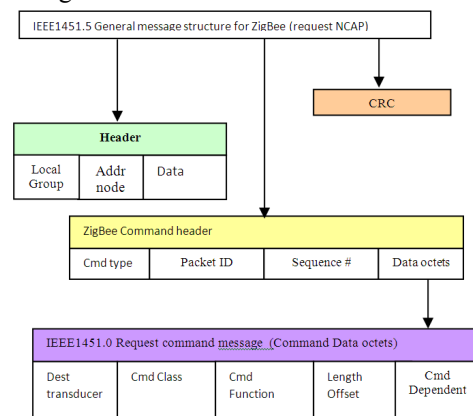 IEEE1451.5 General message structure for ZigBee (request NCAP)
CRC
Header
Local Group
Addr node
Data
ZigBee Command header
Cmd type
Packet ID
Sequence #
Data octets
IEEE1451.0 Request command message (Command Data octets)
Dest transducer
Cmd Class
Cmd Function
Length Offset
Cmd Dependent